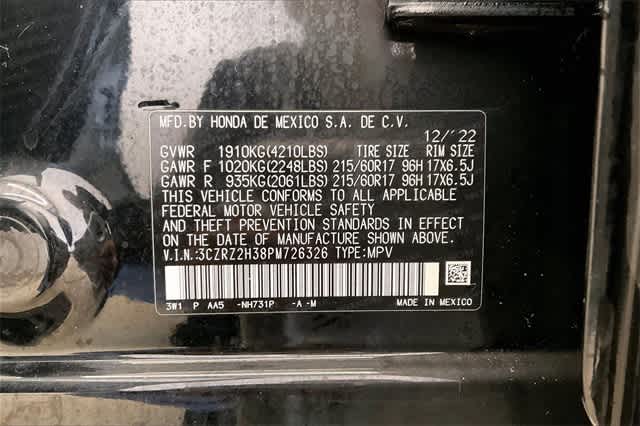 MFD.BY HONDA DE MEXICO S.A. DE C.V.
12/'22
GVWR 1910KG(4210LBS) TIRE SIZE RIM SIZE
GAWR F 1020KG(2248LBS) 215/60R17 96H 17X6.5J
GAWR R 935KG(2061LBS) 215/60R17 96H 17X6.5J
THIS VEHICLE CONFORMS TO ALL APPLICABLE
FEDERAL MOTOR VEHICLE SAFETY
AND THEFT PREVENTION STANDARDS IN EFFECT
ON THE DATE OF MANUFACTURE SHOWN ABOVE.
V.I.N.:3CZRZ2H38PM726326 TYPE:MPV
3W1 P AA5 -NH731P -A-M MADE IN MEXICO